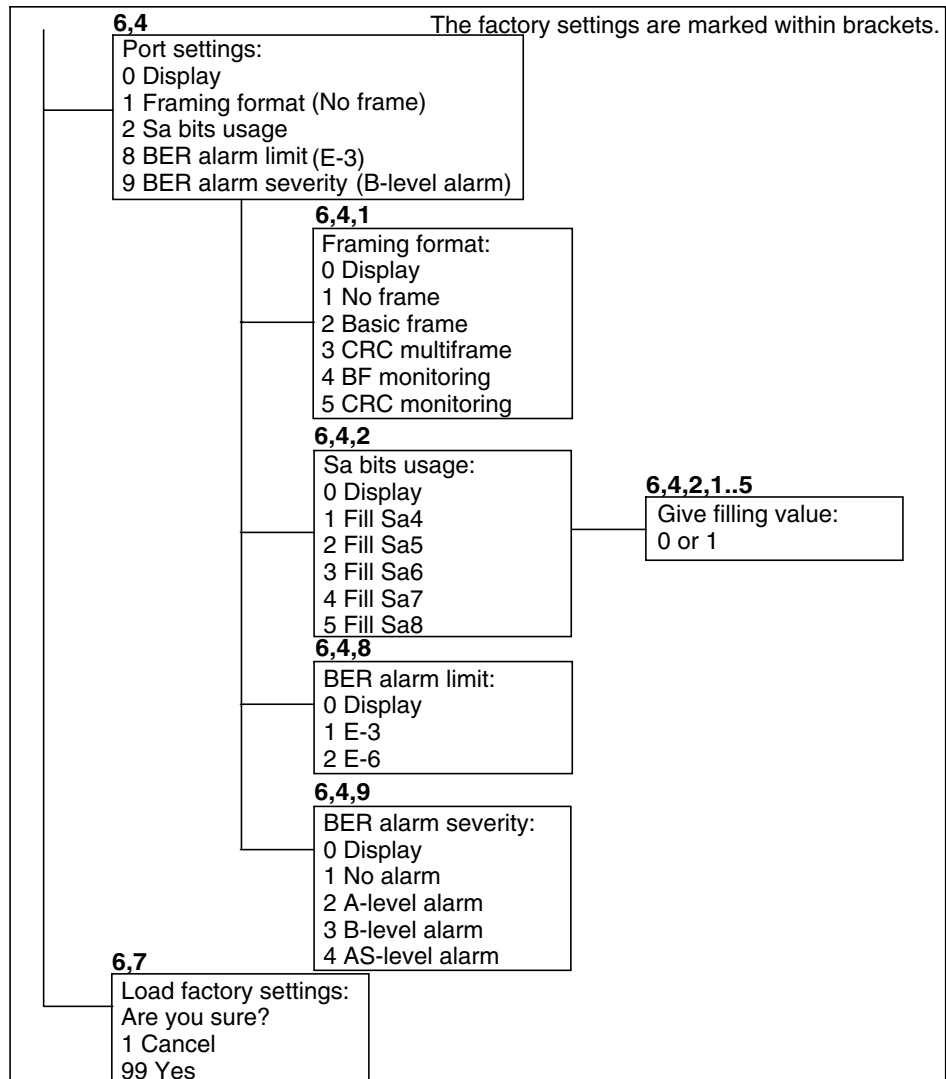 6,4
The factory settings are marked within brackets.
Port settings:
0 Display
1 Framing format (No frame)
2 Sa bits usage
8 BER alarm limit (E-3)
9 BER alarm severity (B-level alarm)
6,4,1
Framing format:
0 Display
1 No frame
2 Basic frame
3 CRC multiframe
4 BF monitoring
5 CRC monitoring
6,4,2
Sa bits usage:
0 Display
1 Fill Sa4
2 Fill Sa5
3 Fill Sa6
4 Fill Sa7
5 Fill Sa8
6,4,2,1..5
Give filling value:
0 or 1
6,4,8
BER alarm limit:
0 Display
1 E-3
2 E-6
6,4,9
BER alarm severity:
0 Display
1 No alarm
2 A-level alarm
3 B-level alarm
4 AS-level alarm
6,7
Load factory settings:
Are you sure?
1 Cancel
99 Yes